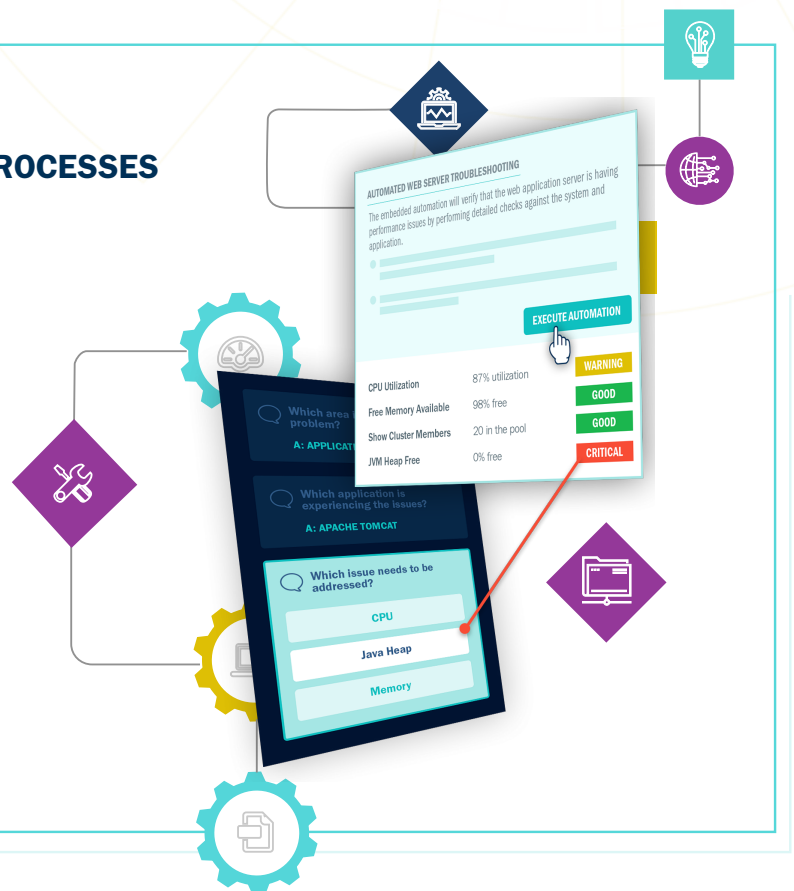 ROCESSES
AUTOMATED WEB SERVER TROUBLESHOOTING
The embedded automation will verify that the web application server is having
performance issues by performing detailed checks against the system and
application.
EXECUTE AUTOMATION
CPU Utilization 87% utilization WARNING
Free Memory Available 98% free GOOD
Show Cluster Members 20 in the pool GOOD
JVM Heap Free 0% free CRITICAL
Which area
problem?
A: APPLICAT
Which application is
experiencing the issues?
A: APACHE TOMCAT
Which issue needs to be
addressed?
CPU
Java Heap
Memory